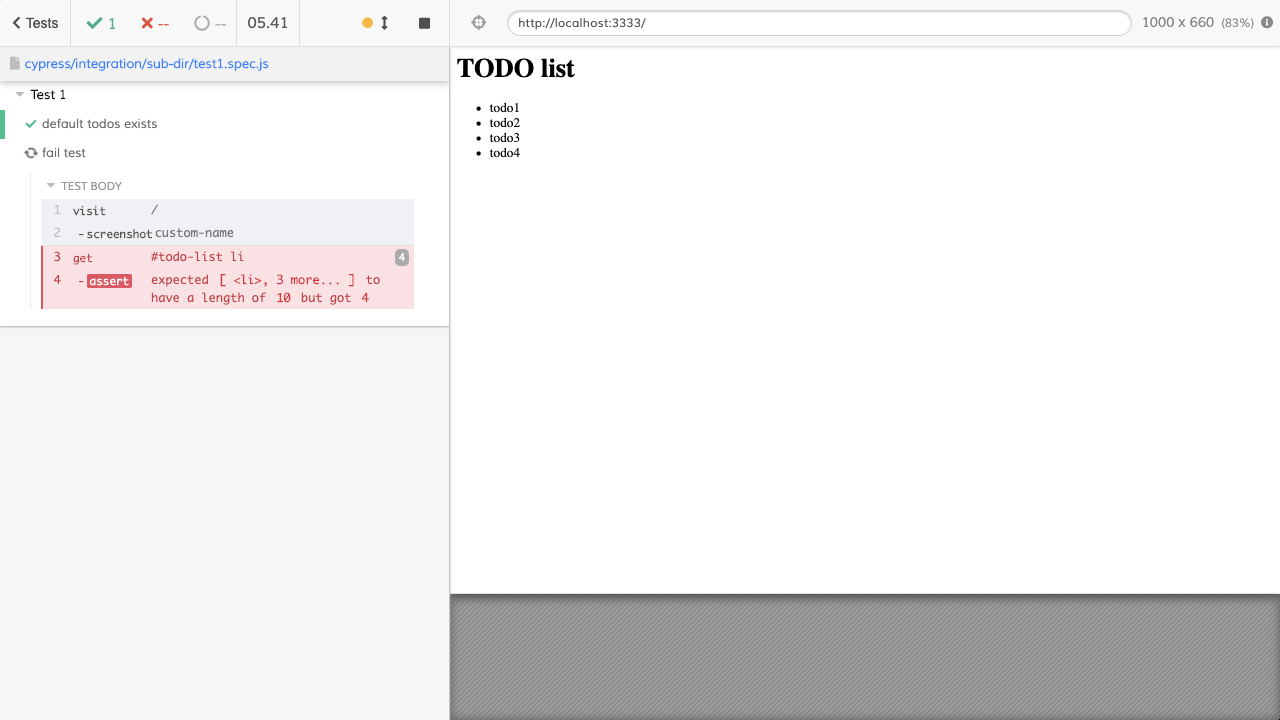 Tests 1 -- -- 05.41
http://localhost:3333/ 1000 x 660 (83%)
cypress/integration/sub-dir/test1.spec.js
Test 1
default todos exists
fail test
TEST BODY
1 visit /
2 -screenshot custom-name
3 get #todo-list li 4
4 -assert expected [ <li>, 3 more... ] to
have a length of 10 but got 4
TODO list
• todo1
• todo2
• todo3
• todo4